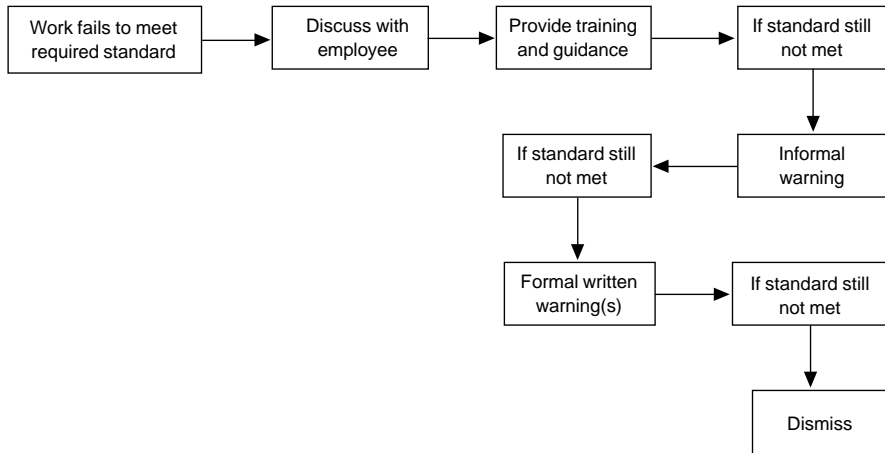 Work fails to meet
required standard
Discuss with
employee
Provide training
and guidance
If standard still
not met
Informal
warning
If standard still
not met
Formal written
warning(s)
If standard still
not met
Dismiss